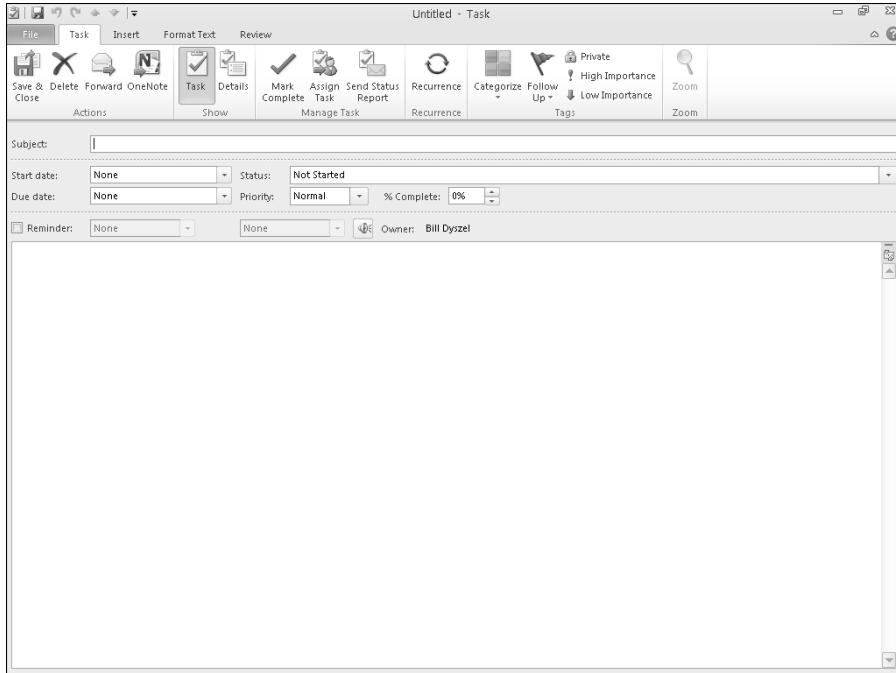 Untitled - Task
File Task Insert Format Text Review
Save & Close Delete Forward OneNote Task Details Mark Complete Assign Task Send Status Report Recurrence Categorize Follow Up Private High Importance Low Importance Zoom
Actions Show Manage Task Recurrence Tags Zoom
Subject:
Start date: None Status: Not Started
Due date: None Priority: Normal % Complete: 0%
Reminder: None None Owner: Bill Dyszel